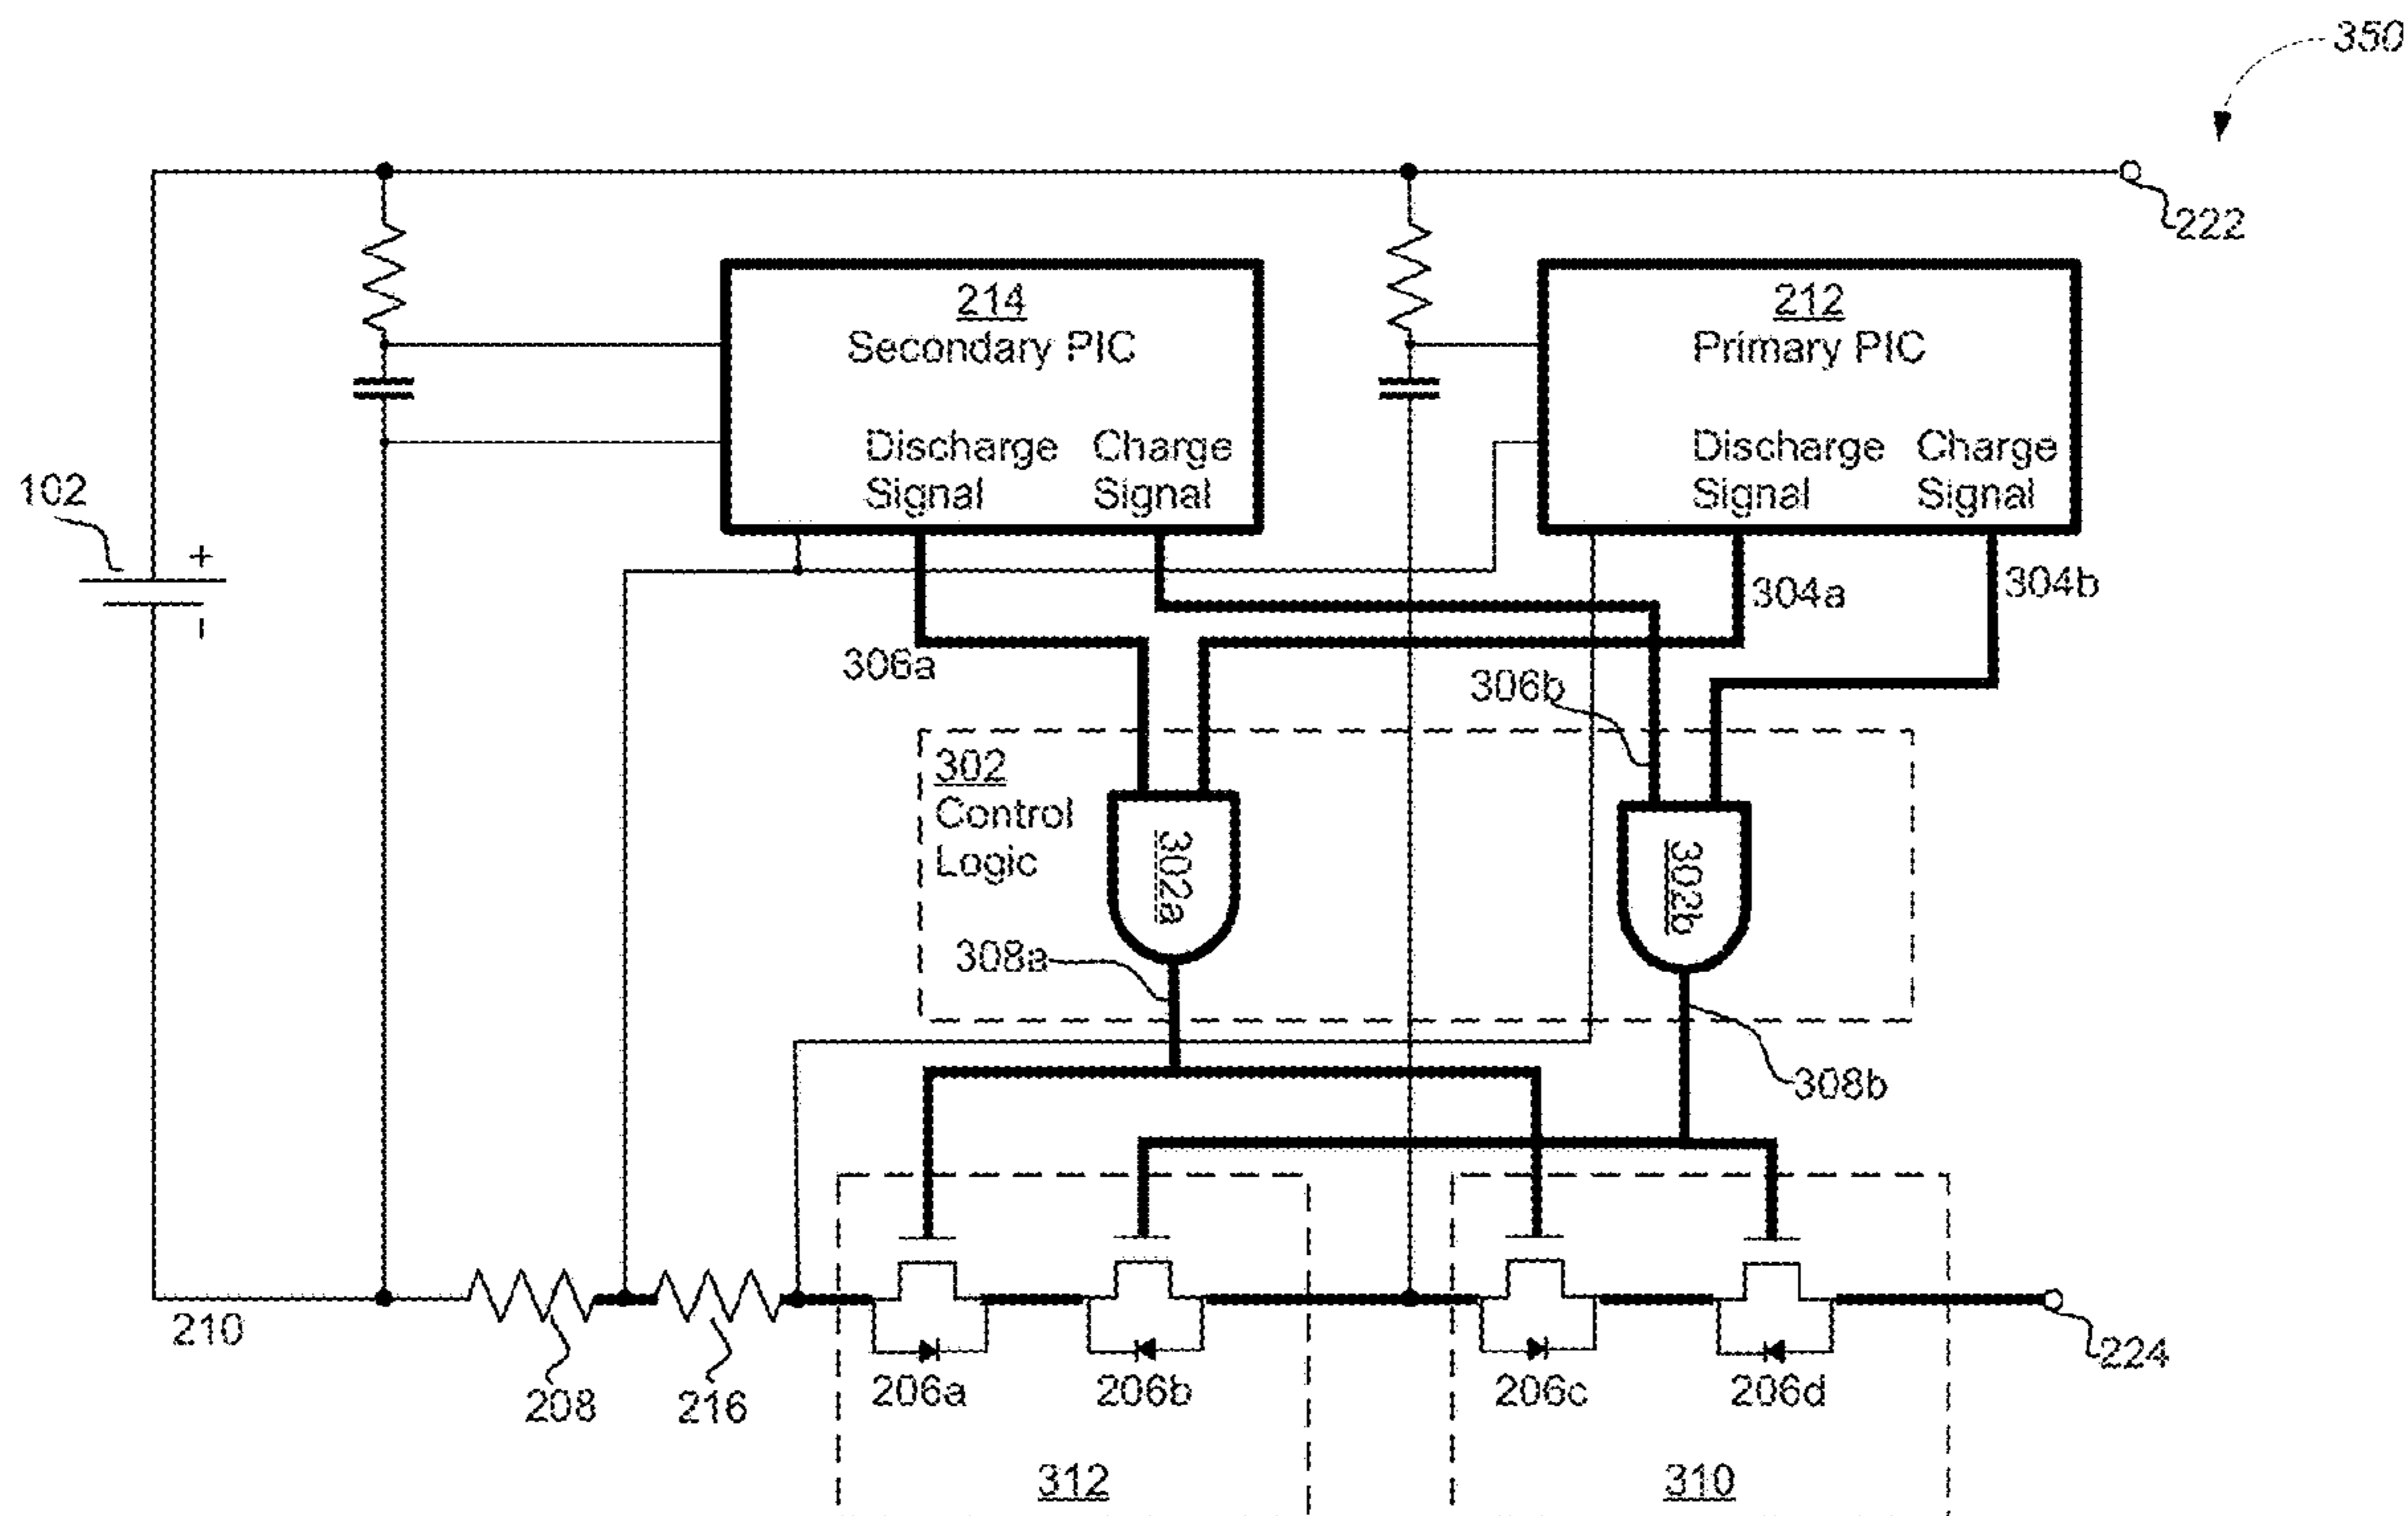 350
222
214
Secondary PIC
Discharge Signal
Charge Signal
212
Primary PIC
Discharge Signal
Charge Signal
102
+
-
304a
304b
306a
306b
302
Control
Logic
302a
302b
308a
308b
210
208
216
206a
206b
206c
206d
224
312
310